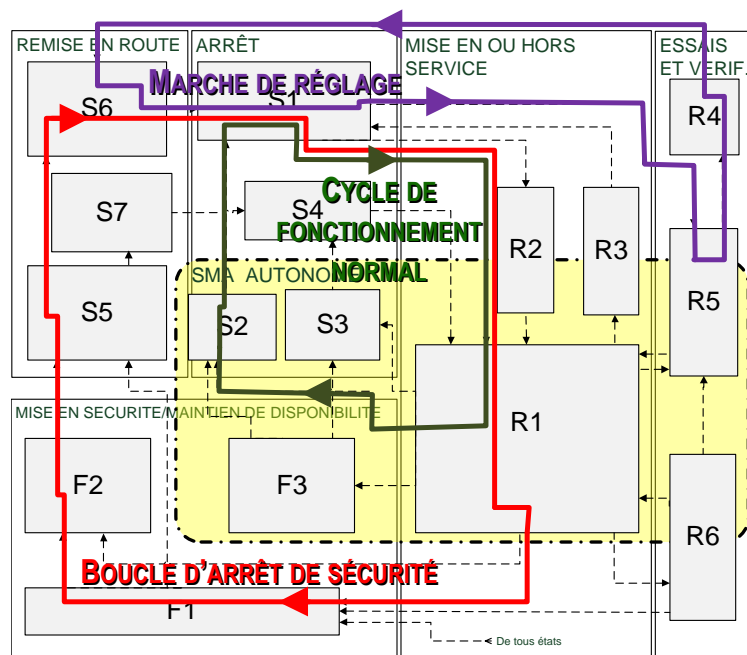 REMISE EN ROUTE
ARRÊT
MISE EN OU HORS
SERVICE
ESSAIS
ET VERIF.
MARCHE DE RÉGLAGE
S6
S1
R4
S7
S4
CYCLE DE
FONCTIONNEMENT
NORMAL
R2
R3
SMA AUTONOME
S5
S2
S3
R5
R1
MISE EN SECURITE/MAINTIEN DE DISPONIBILITE
F2
F3
R6
BOUCLE D'ARRÊT DE SÉCURITÉ
F1
De tous états